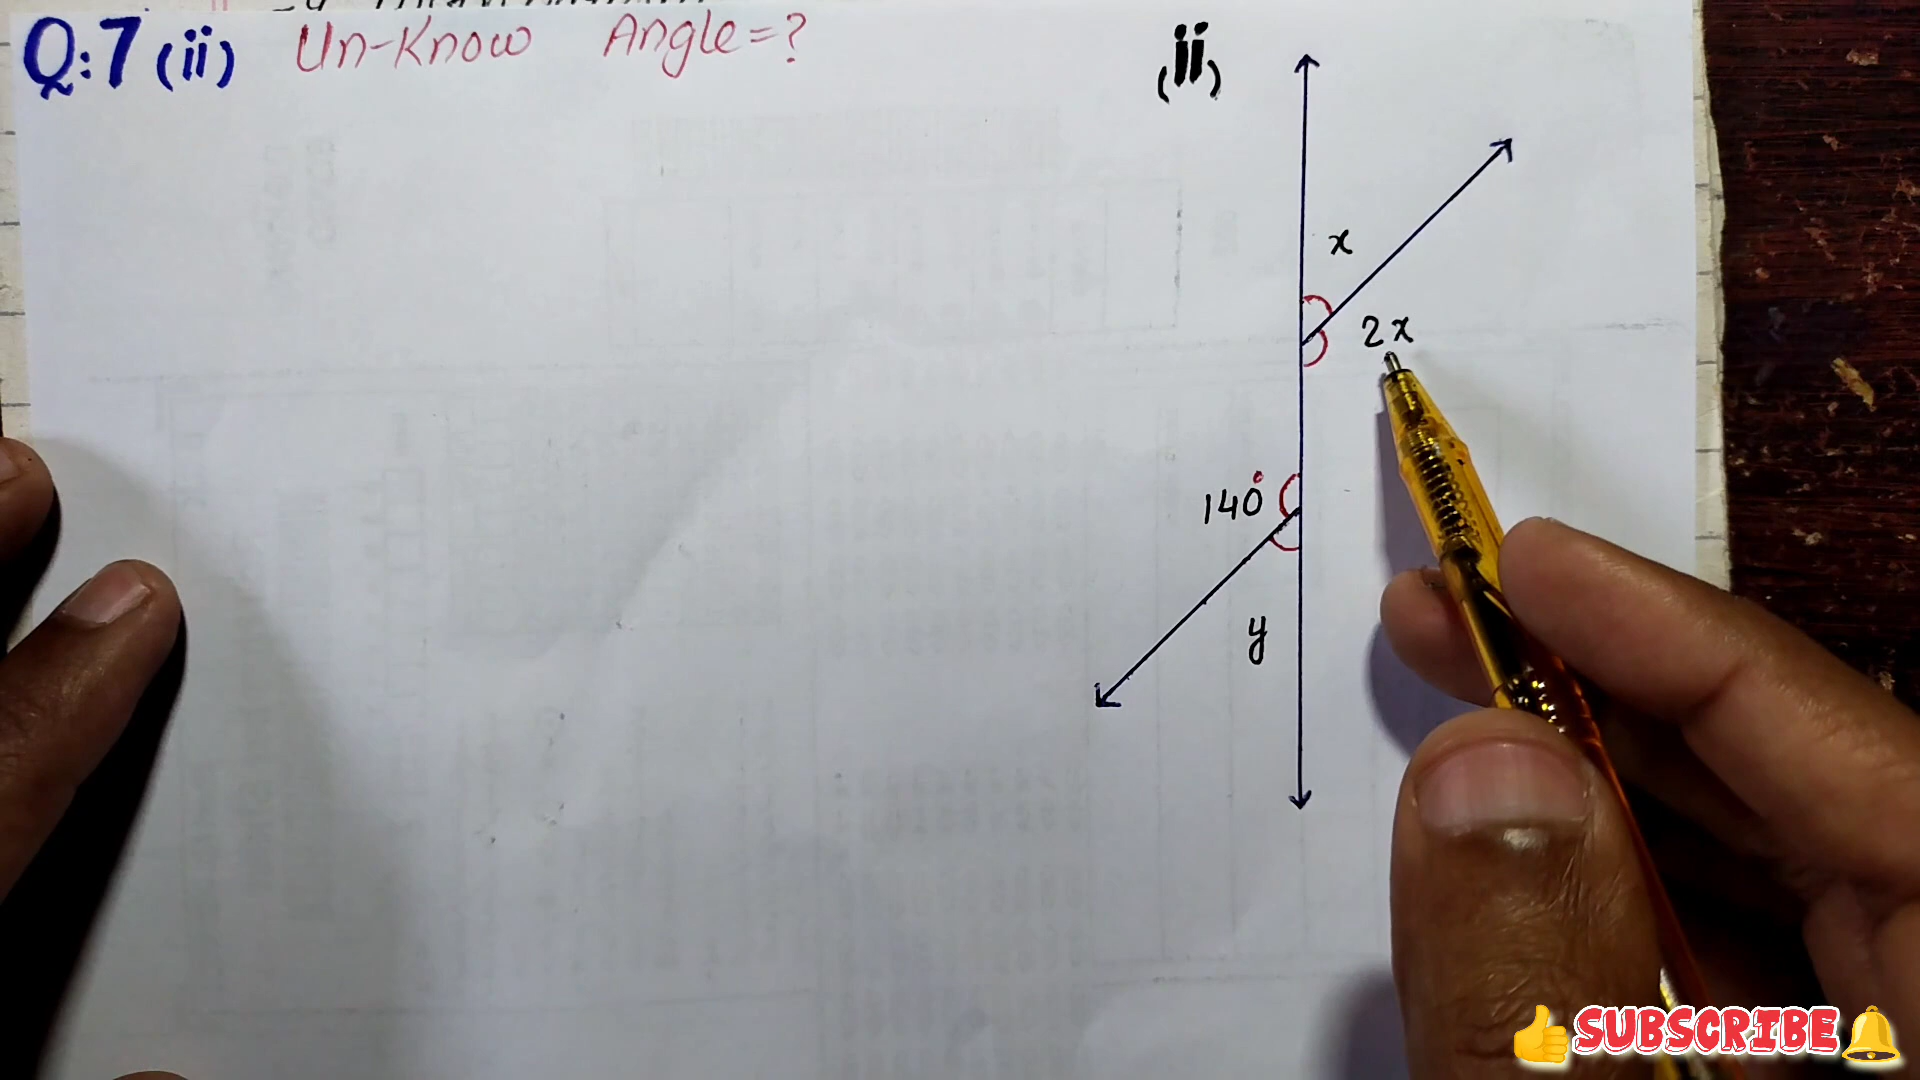 Q:7 (ii) Un-Know Angle=?
(ii)
x
2x
140°
y
SUBSCRIBE